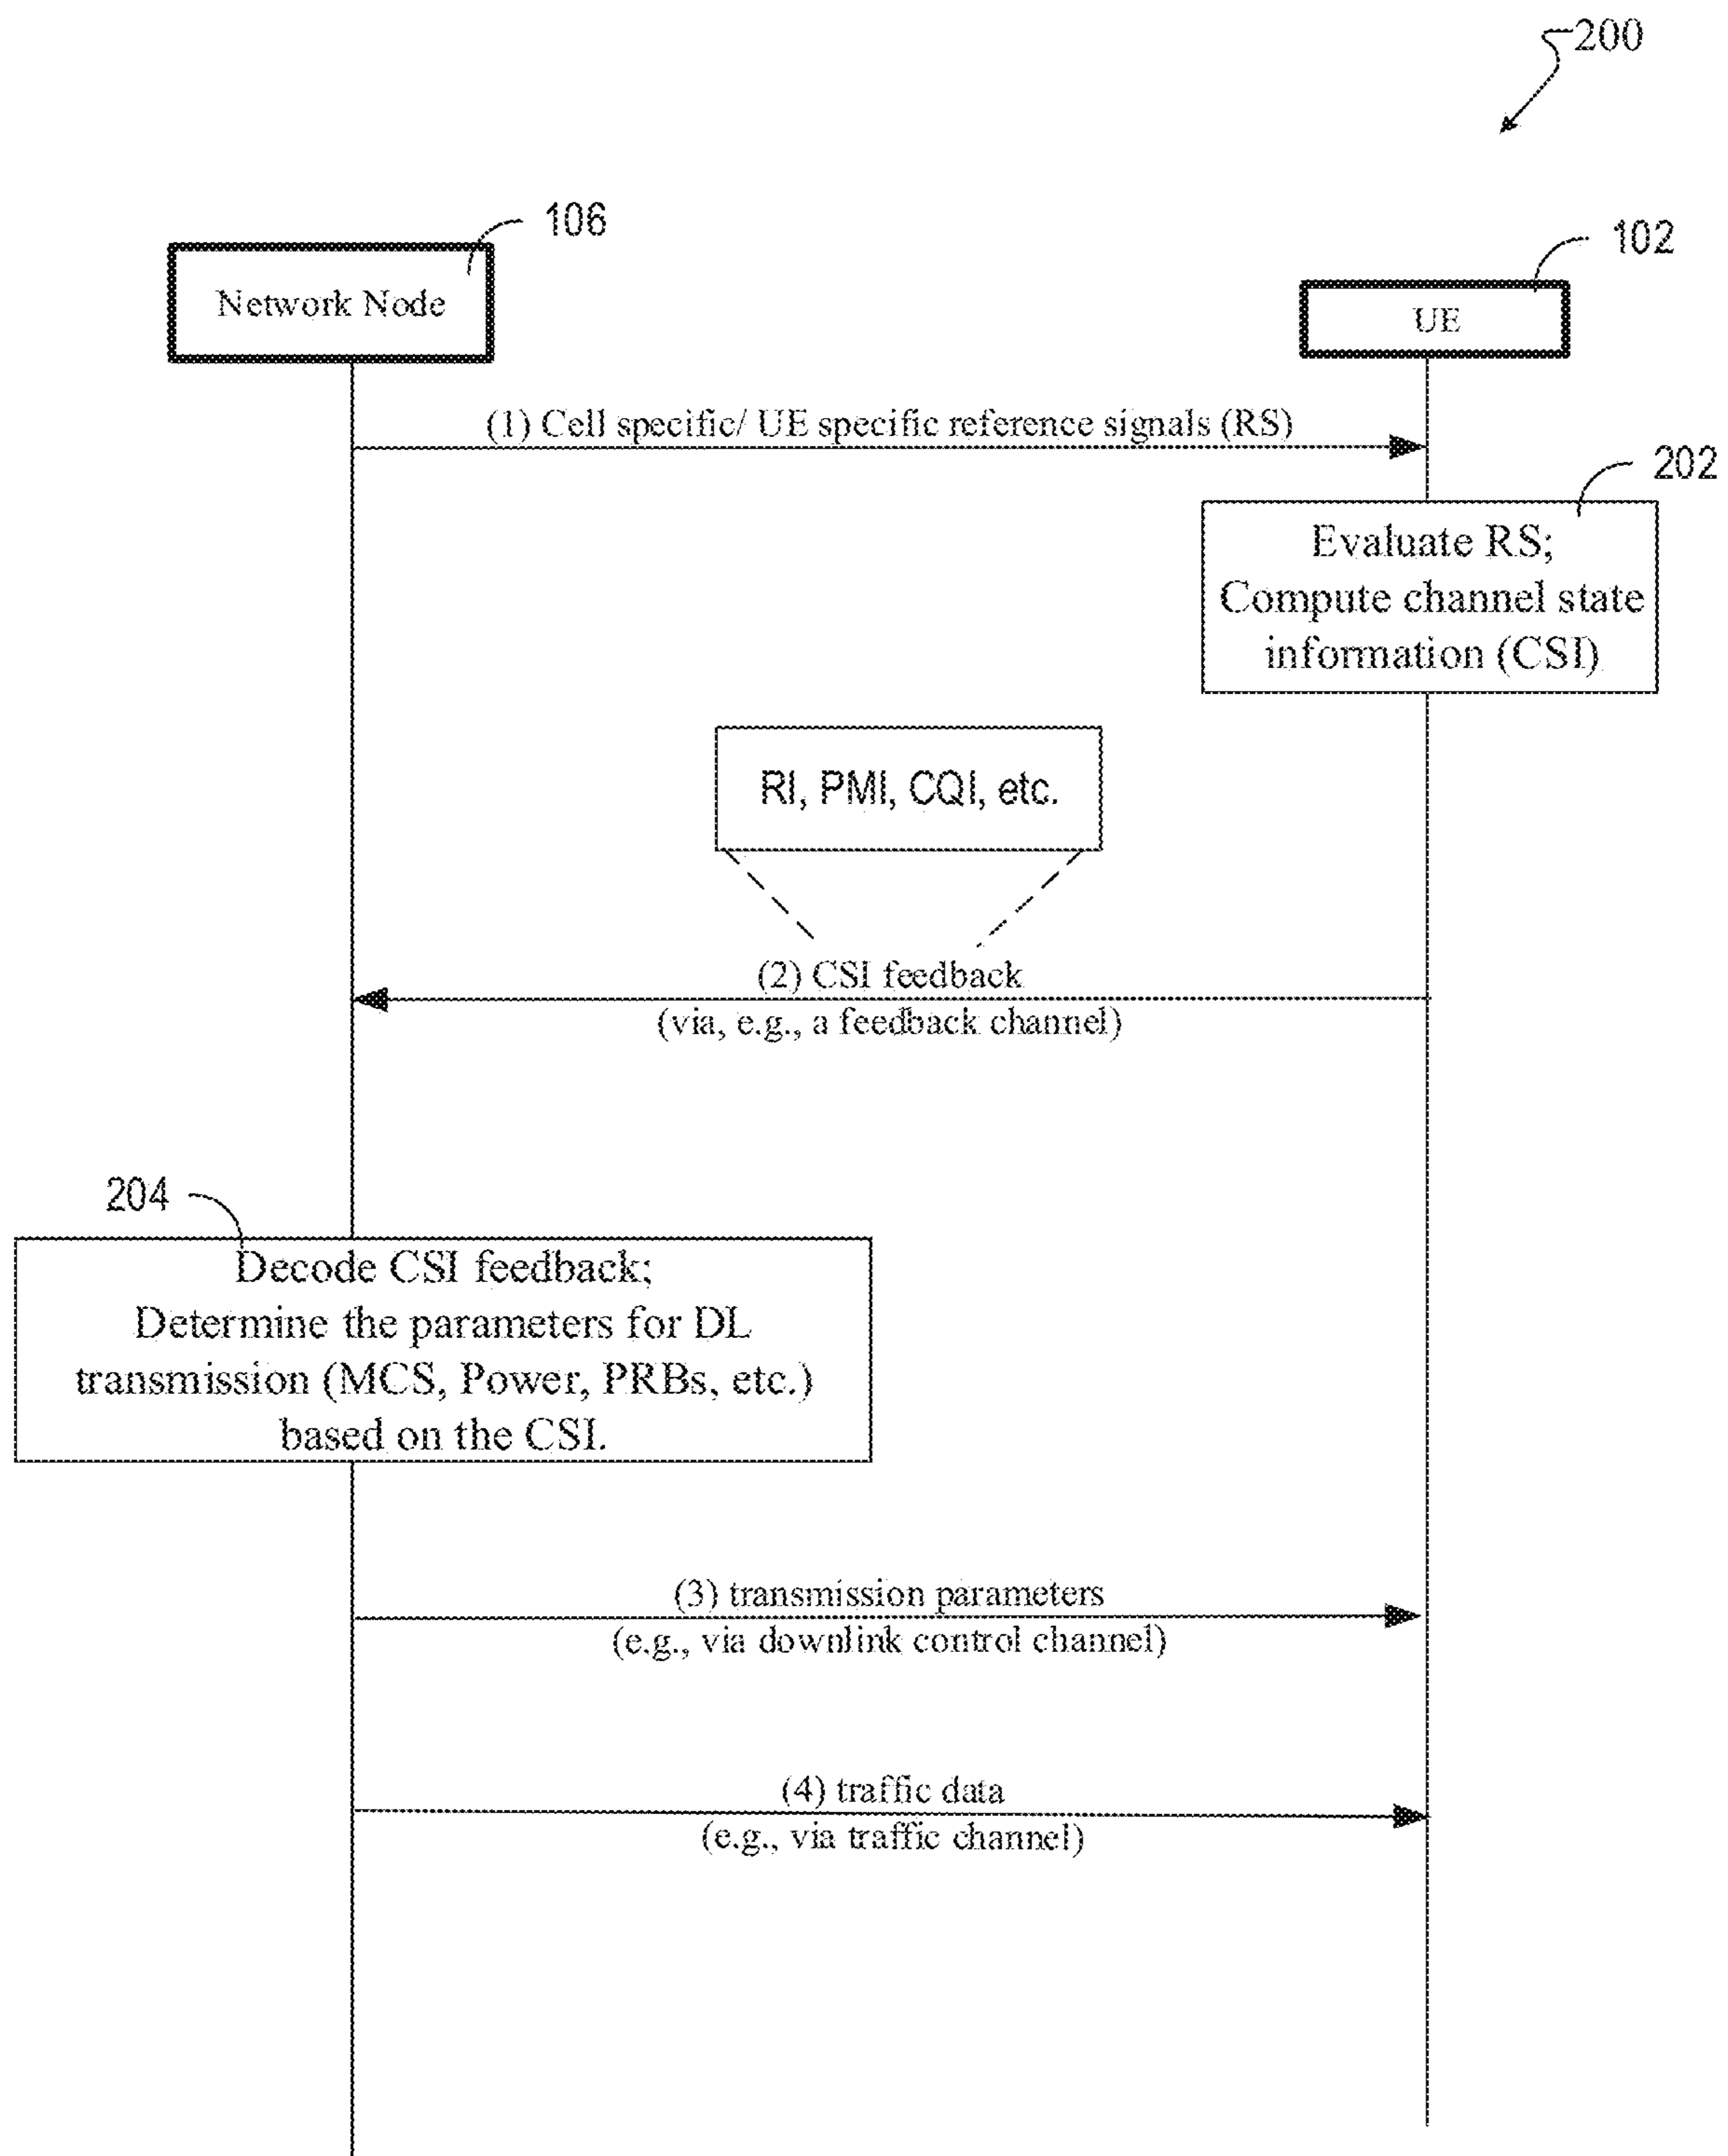 200
106
Network Node
102
UE
(1) Cell specific/ UE specific reference signals (RS)
202
Evaluate RS;
Compute channel state
information (CSI)
RI, PMI, CQI, etc.
(2) CSI feedback
(via, e.g., a feedback channel)
204
Decode CSI feedback;
Determine the parameters for DL
transmission (MCS, Power, PRBs, etc.)
based on the CSI.
(3) transmission parameters
(e.g., via downlink control channel)
(4) traffic data
(e.g., via traffic channel)